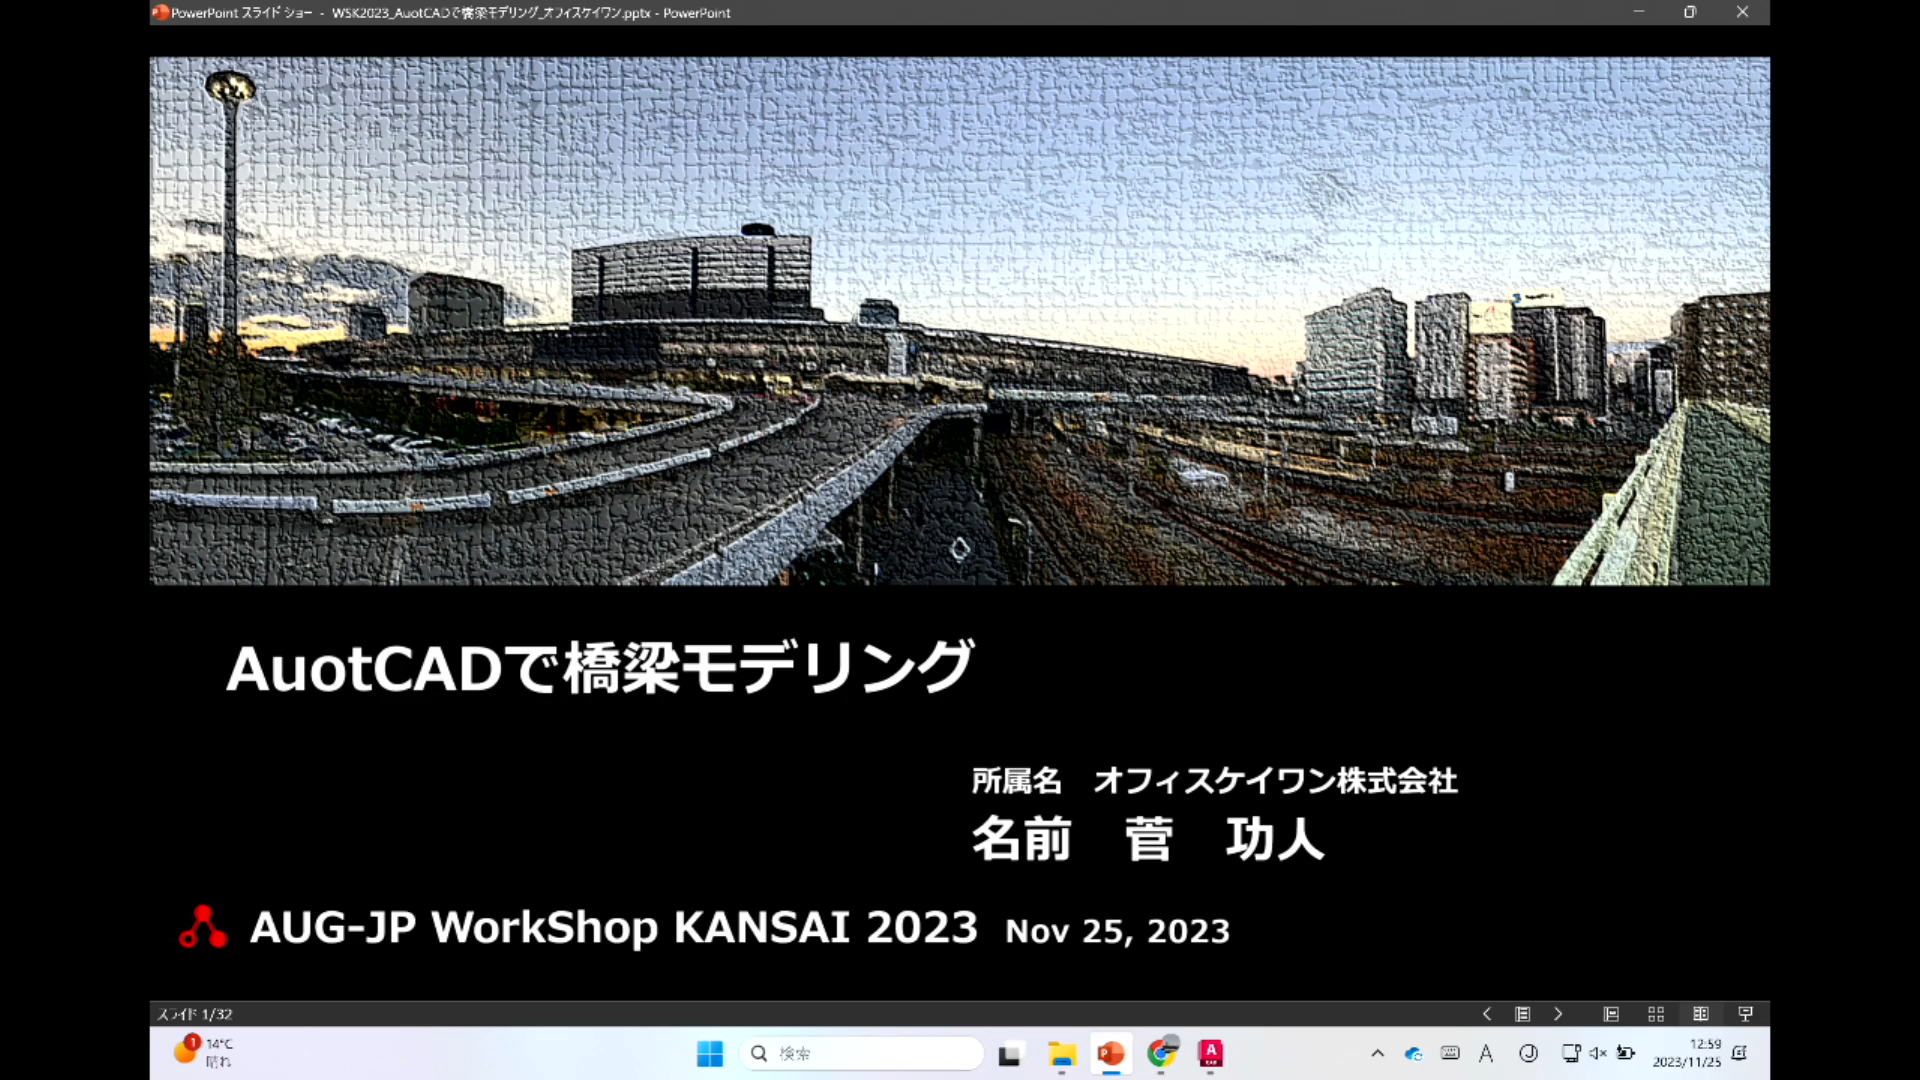 PowerPoint スライド ショー - WSK2023_AuotCADで橋梁モデリング_オフィスケイワン.pptx - PowerPoint
AuotCADで橋梁モデリング
所属名　オフィスケイワン株式会社
名前　菅　功人
AUG-JP WorkShop KANSAI 2023 Nov 25, 2023
スライド 1/32
1
14°C
晴れ
検索
A
CAD
A
12:59
2023/11/25